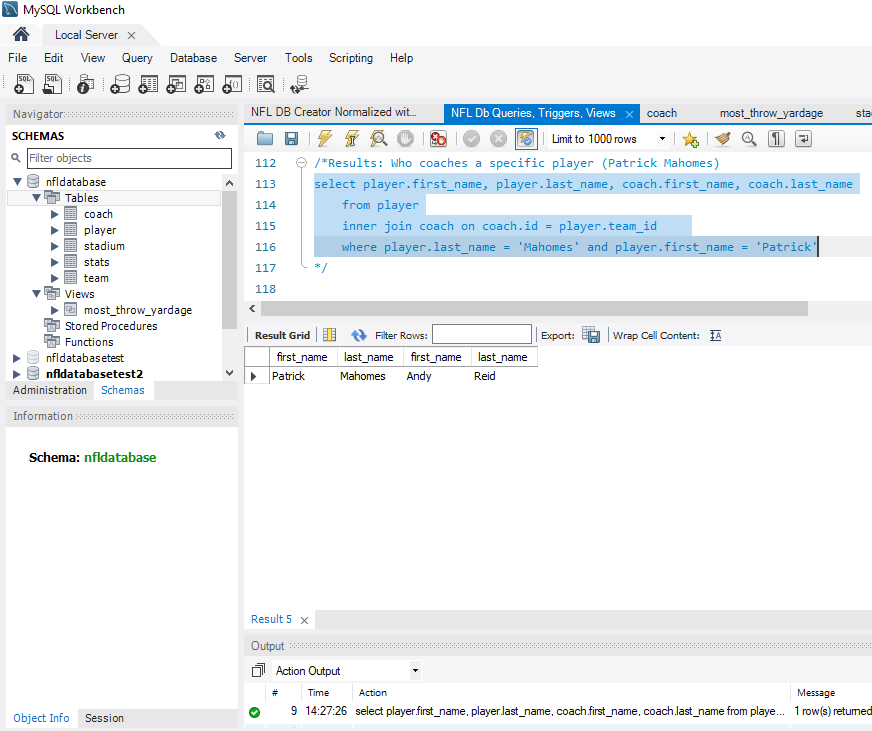 MySQL Workbench
Local Server
File Edit View Query Database Server Tools Scripting Help
Navigator
SCHEMAS
Filter objects
nfldatabase
Tables
coach
player
stadium
stats
team
Views
most_throw_yardage
Stored Procedures
Functions
nfldatabasetest
nfldatabasetest2
Administration Schemas
Information
Schema: nfldatabase
Object Info Session
NFL DB Creator Normalized wit... NFL Db Queries, Triggers, Views coach most_throw_yardage
Limit to 1000 rows
112 /*Results: Who coaches a specific player (Patrick Mahomes)
113 select player.first_name, player.last_name, coach.first_name, coach.last_name
114 from player
115 inner join coach on coach.id = player.team_id
116 where player.last_name = 'Mahomes' and player.first_name = 'Patrick'
117 */
118
Result Grid Filter Rows: Export: Wrap Cell Content:
first_name last_name first_name last_name
Patrick Mahomes Andy Reid
Result 5
Output
Action Output
# Time Action Message
9 14:27:26 select player.first_name, player.last_name, coach.first_name, coach.last_name from playe... 1 row(s) returned